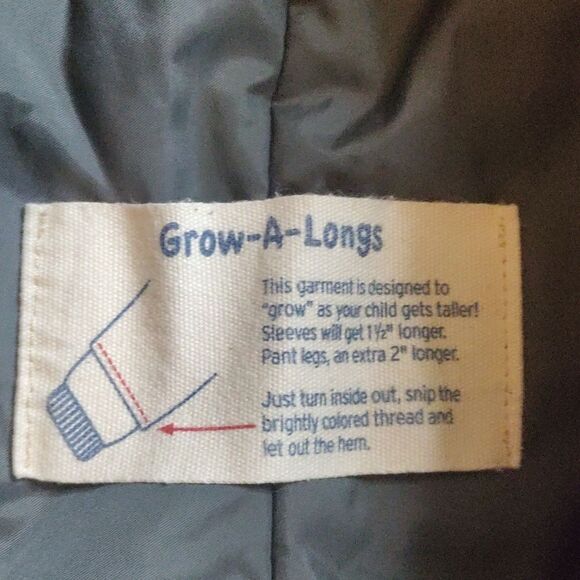 Grow-A-Longs
This garment is designed to
"grow" as your child gets taller!
Sleeves will get 1½" longer.
Pant legs, an extra 2" longer.
Just turn inside out, snip the
brightly colored thread and
let out the hem.